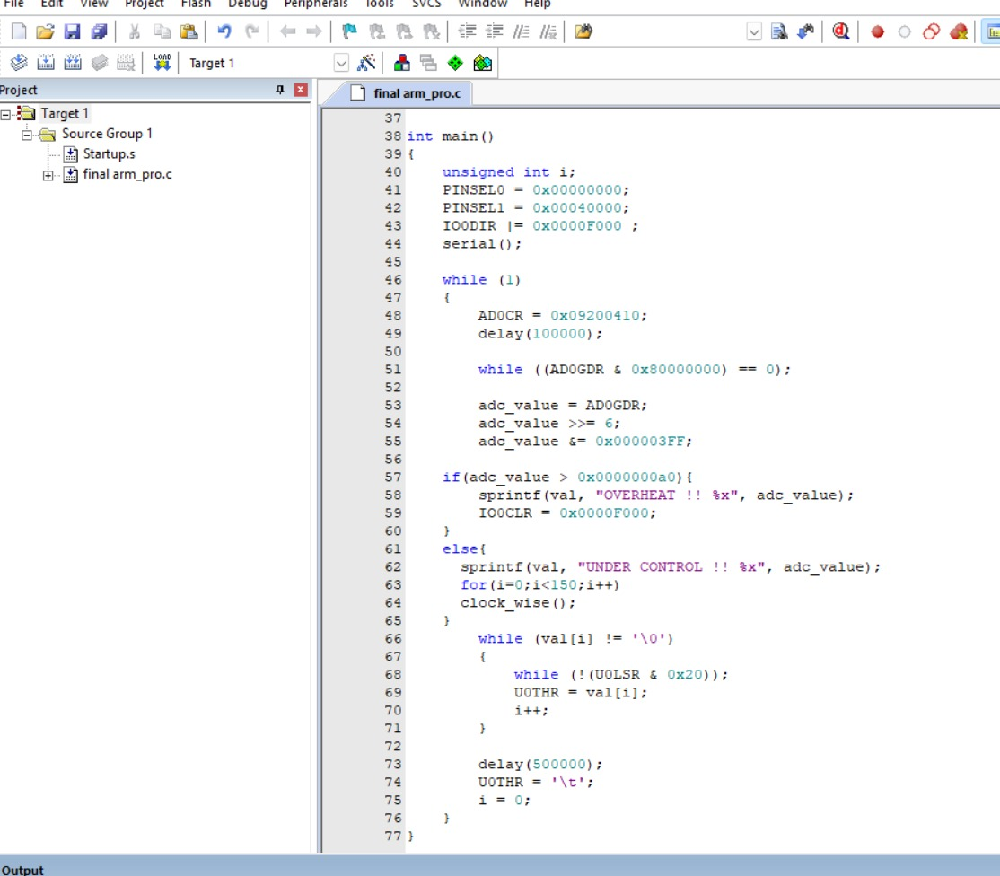 File Edit View Project Flash Debug Peripherals Tools SVCS Window Help
LOAD Target 1
Project
Target 1
Source Group 1
Startup.s
final arm_pro.c
final arm_pro.c
37
38 int main()
39 {
40 unsigned int i;
41 PINSEL0 = 0x00000000;
42 PINSEL1 = 0x00040000;
43 IO0DIR |= 0x0000F000 ;
44 serial();
45
46 while (1)
47 {
48 AD0CR = 0x09200410;
49 delay(100000);
50
51 while ((AD0GDR & 0x80000000) == 0);
52
53 adc_value = AD0GDR;
54 adc_value >>= 6;
55 adc_value &= 0x000003FF;
56
57 if(adc_value > 0x0000000a0){
58 sprintf(val, "OVERHEAT !! %x", adc_value);
59 IO0CLR = 0x0000F000;
60 }
61 else{
62 sprintf(val, "UNDER CONTROL !! %x", adc_value);
63 for(i=0;i<150;i++)
64 clock_wise();
65 }
66 while (val[i] != '\0')
67 {
68 while (!(U0LSR & 0x20));
69 U0THR = val[i];
70 i++;
71 }
72
73 delay(500000);
74 U0THR = '\t';
75 i = 0;
76 }
77 }
Output